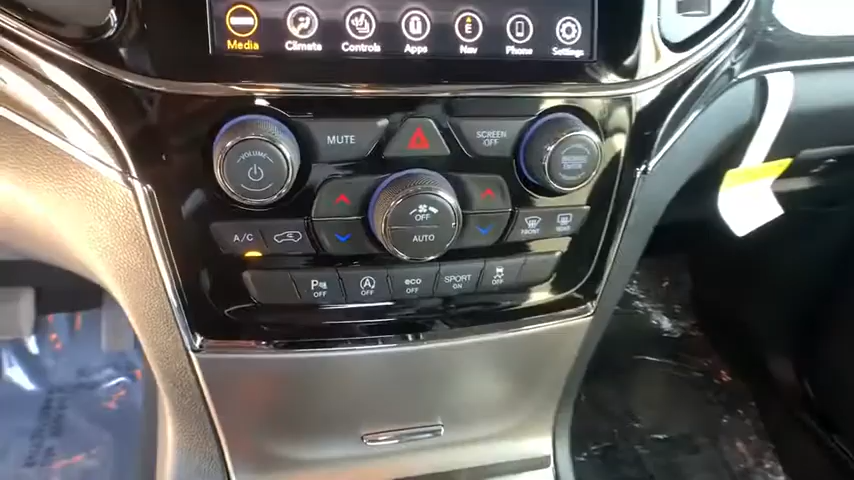 Media Climate Controls Apps Nav Phone Settings
E
VOLUME
MUTE
SCREEN OFF
OFF
AUTO
A/C
FRONT
REAR
OFF
A OFF
eco OFF
SPORT ON
OFF